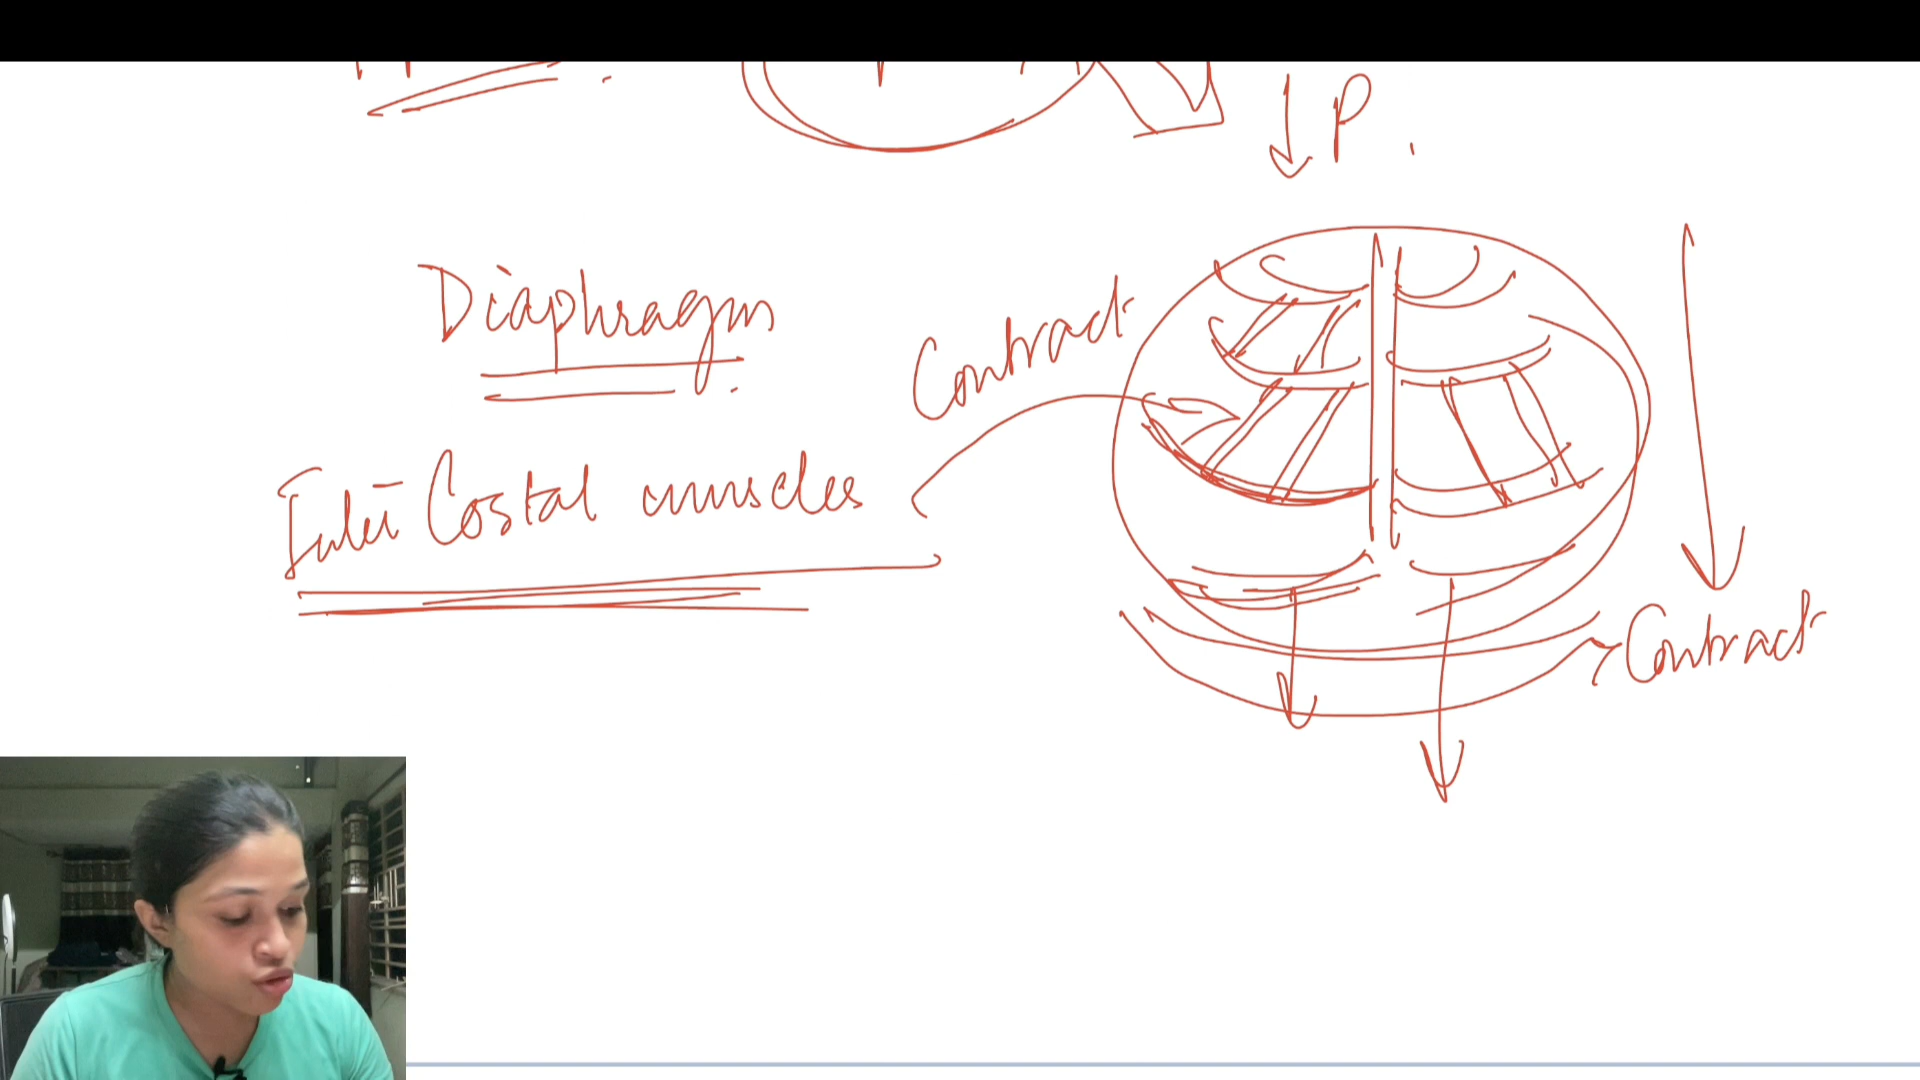 ↓ P.
Diaphragm
Contract
Inter Costal muscles
Contract